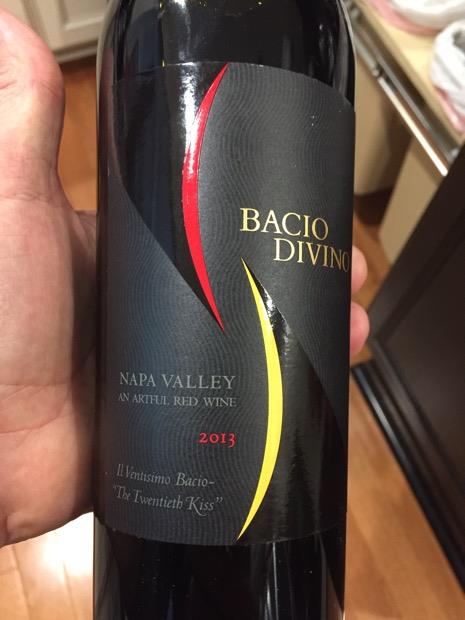 BACIO
DIVINO
NAPA VALLEY
AN ARTFUL RED WINE
2013
Il Ventisimo Bacio-
"The Twentieth Kiss"